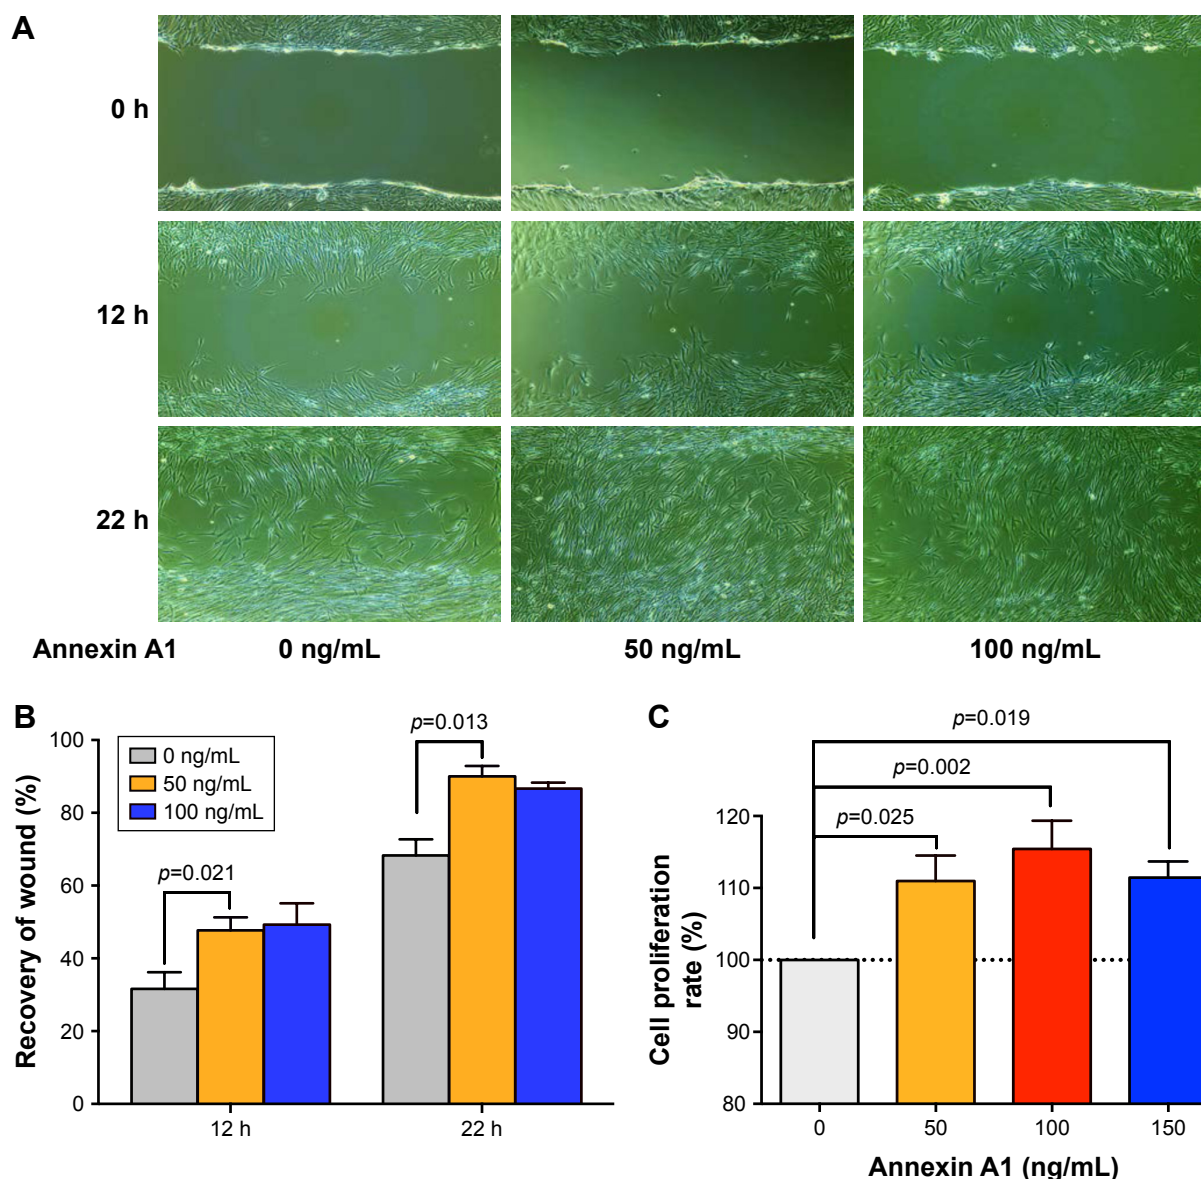 A
0 h
12 h
22 h
Annexin A1 0 ng/mL 50 ng/mL 100 ng/mL
B
Recovery of wound (%)
100
80
60
40
20
0
0 ng/mL
50 ng/mL
100 ng/mL
p=0.021
p=0.013
12 h 22 h
C
Cell proliferation
rate (%)
120
110
100
90
80
p=0.019
p=0.002
p=0.025
0 50 100 150
Annexin A1 (ng/mL)